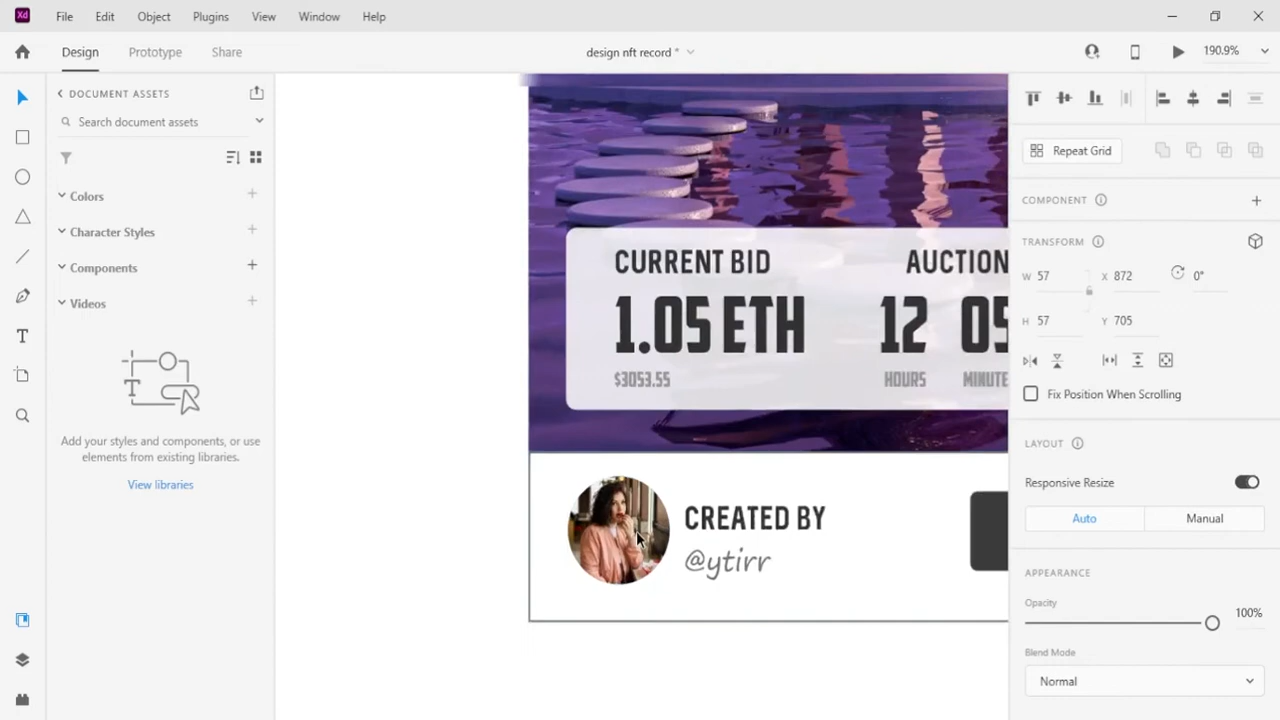 Xd File Edit Object Plugins View Window Help
Design Prototype Share design nft record * 190.9%
DOCUMENT ASSETS
Search document assets
Colors
Character Styles
Components
Videos
T
Add your styles and components, or use
elements from existing libraries.
View libraries
CURRENT BID AUCTION
1.05 ETH 12 05
$3053.55 HOURS MINUTE
CREATED BY
@ytirr
Repeat Grid
COMPONENT
TRANSFORM
W 57 X 872 0°
H 57 Y 705
Fix Position When Scrolling
LAYOUT
Responsive Resize
Auto Manual
APPEARANCE
Opacity
100%
Blend Mode
Normal